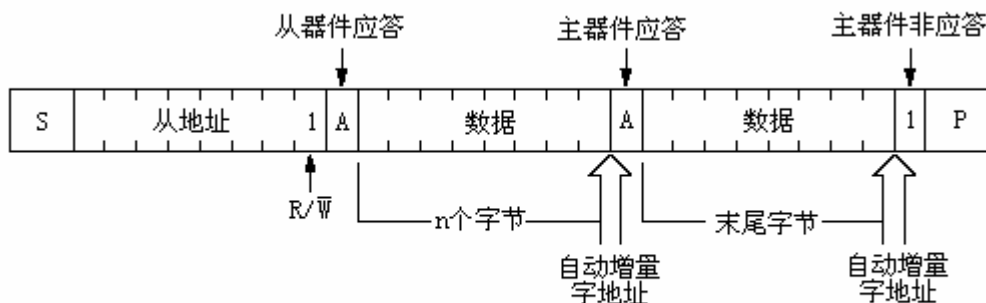 从器件应答 主器件应答 主器件非应答
S 从地址 1 A 数据 A 数据 1 P
R/W̅ n个字节 末尾字节
自动增量 自动增量
字地址 字地址